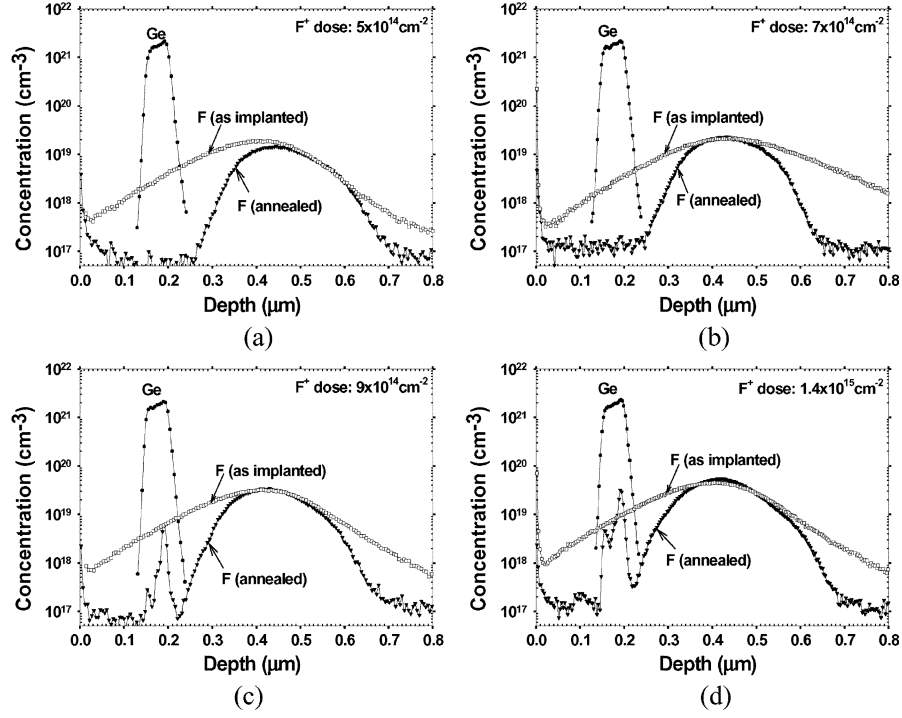 F⁺ dose: 5x10¹⁴cm⁻²
Ge
F (as implanted)
F (annealed)
Concentration (cm-3)
10²²
10²¹
10²⁰
10¹⁹
10¹⁸
10¹⁷
0.0 0.1 0.2 0.3 0.4 0.5 0.6 0.7 0.8
Depth (μm)
(a)
F⁺ dose: 7x10¹⁴cm⁻²
Ge
F (as implanted)
F (annealed)
Concentration (cm-3)
10²²
10²¹
10²⁰
10¹⁹
10¹⁸
10¹⁷
0.0 0.1 0.2 0.3 0.4 0.5 0.6 0.7 0.8
Depth (μm)
(b)
F⁺ dose: 9x10¹⁴cm⁻²
Ge
F (as implanted)
F (annealed)
Concentration (cm-3)
10²²
10²¹
10²⁰
10¹⁹
10¹⁸
10¹⁷
0.0 0.1 0.2 0.3 0.4 0.5 0.6 0.7 0.8
Depth (μm)
(c)
F⁺ dose: 1.4x10¹⁵cm⁻²
Ge
F (as implanted)
F (annealed)
Concentration (cm-3)
10²²
10²¹
10²⁰
10¹⁹
10¹⁸
10¹⁷
0.0 0.1 0.2 0.3 0.4 0.5 0.6 0.7 0.8
Depth (μm)
(d)